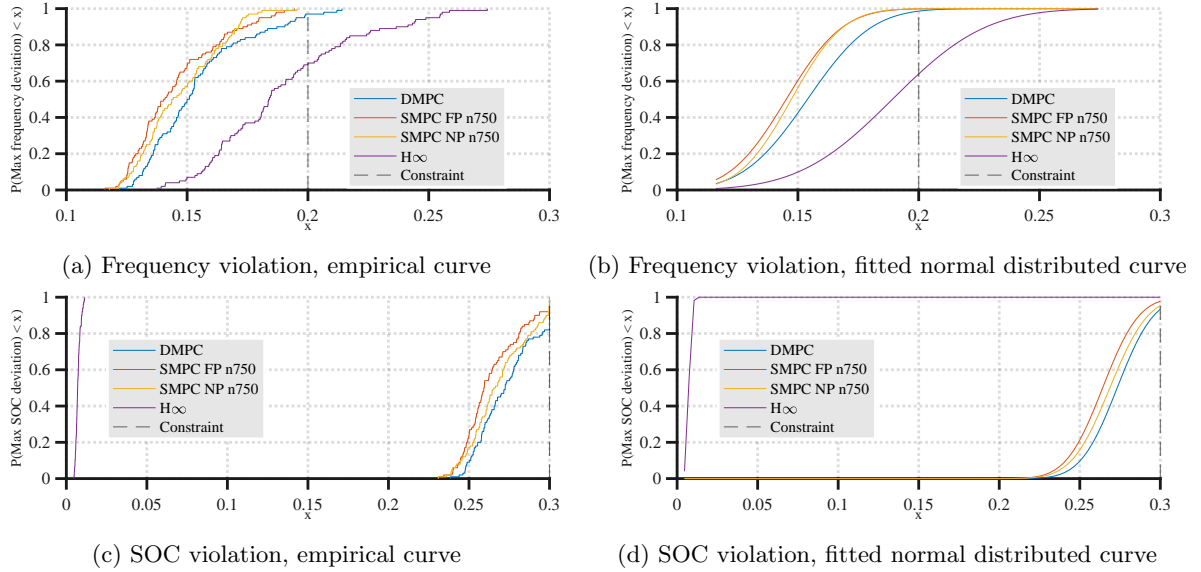 P(Max frequency deviation) < x)
1
0.8
0.6
0.4
0.2
0
0.1
0.15
0.2
0.25
0.3
x
DMPC
SMPC FP n750
SMPC NP n750
H∞
Constraint
(a) Frequency violation, empirical curve
P(Max frequency deviation) < x)
1
0.8
0.6
0.4
0.2
0
0.1
0.15
0.2
0.25
0.3
x
DMPC
SMPC FP n750
SMPC NP n750
H∞
Constraint
(b) Frequency violation, fitted normal distributed curve
P(Max SOC deviation) < x)
1
0.8
0.6
0.4
0.2
0
0
0.05
0.1
0.15
0.2
0.25
0.3
x
DMPC
SMPC FP n750
SMPC NP n750
H∞
Constraint
(c) SOC violation, empirical curve
P(Max SOC deviation) < x)
1
0.8
0.6
0.4
0.2
0
0
0.05
0.1
0.15
0.2
0.25
0.3
x
DMPC
SMPC FP n750
SMPC NP n750
H∞
Constraint
(d) SOC violation, fitted normal distributed curve